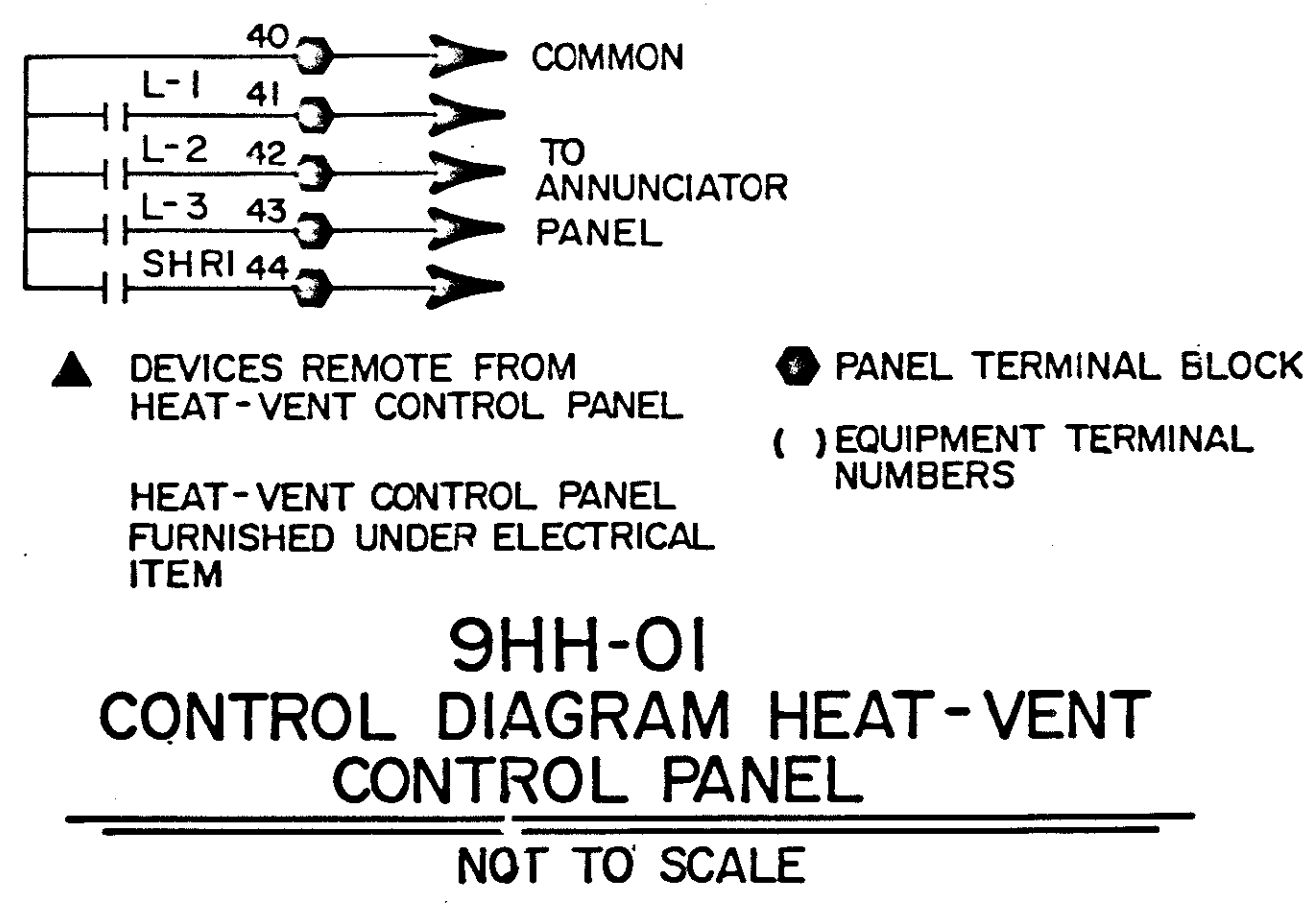 40 COMMON
L-1 41
L-2 42 TO
ANNUNCIATOR
L-3 43 PANEL
SHR1 44
DEVICES REMOTE FROM
HEAT-VENT CONTROL PANEL
HEAT-VENT CONTROL PANEL
FURNISHED UNDER ELECTRICAL
ITEM
PANEL TERMINAL BLOCK
( ) EQUIPMENT TERMINAL
NUMBERS
9HH-01
CONTROL DIAGRAM HEAT-VENT
CONTROL PANEL
NOT TO SCALE